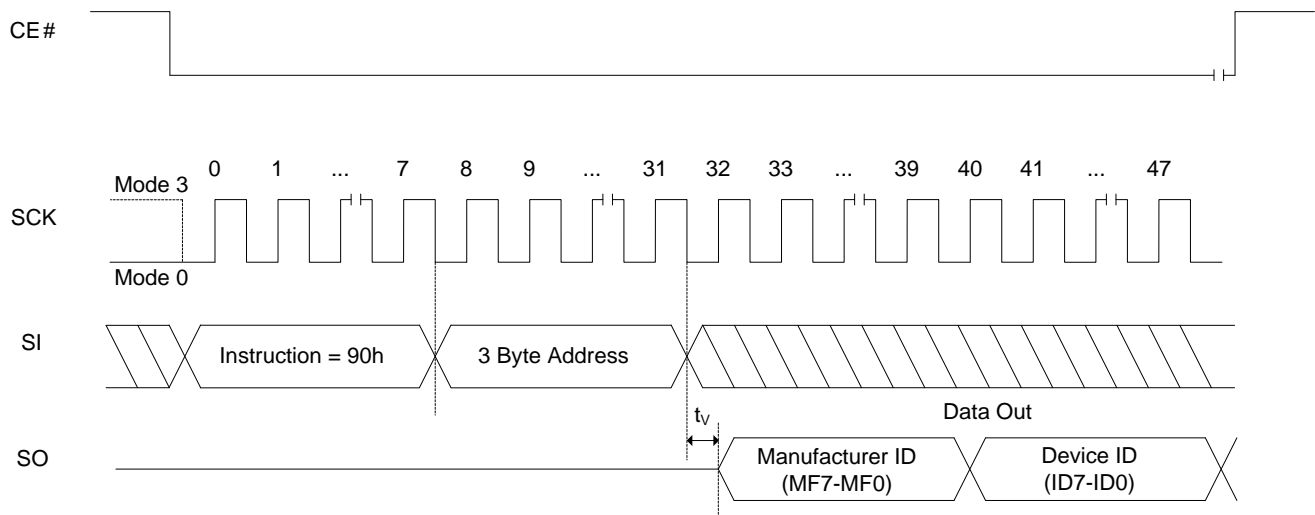 CE#
0 1 ... 7 8 9 ... 31 32 33 ... 39 40 41 ... 47
Mode 3
SCK
Mode 0
SI
Instruction = 90h
3 Byte Address
tV
Data Out
SO
Manufacturer ID
(MF7-MF0)
Device ID
(ID7-ID0)